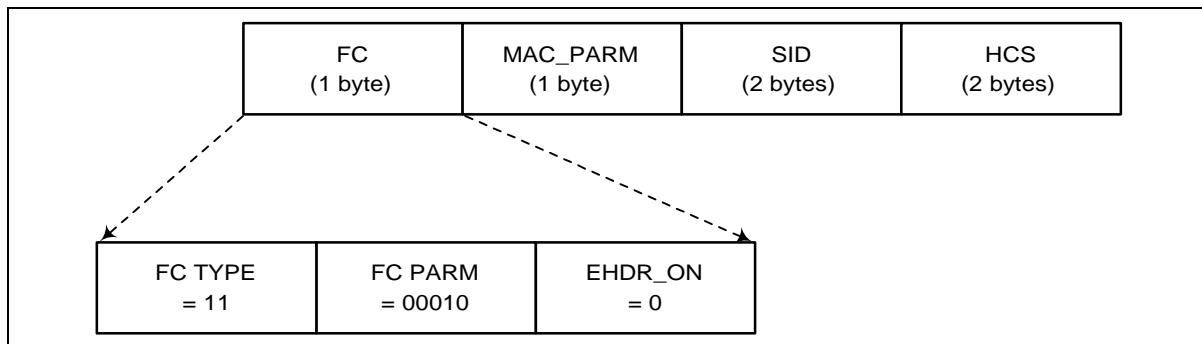 FC
(1 byte)
MAC_PARM
(1 byte)
SID
(2 bytes)
HCS
(2 bytes)
FC TYPE
= 11
FC PARM
= 00010
EHDR_ON
= 0